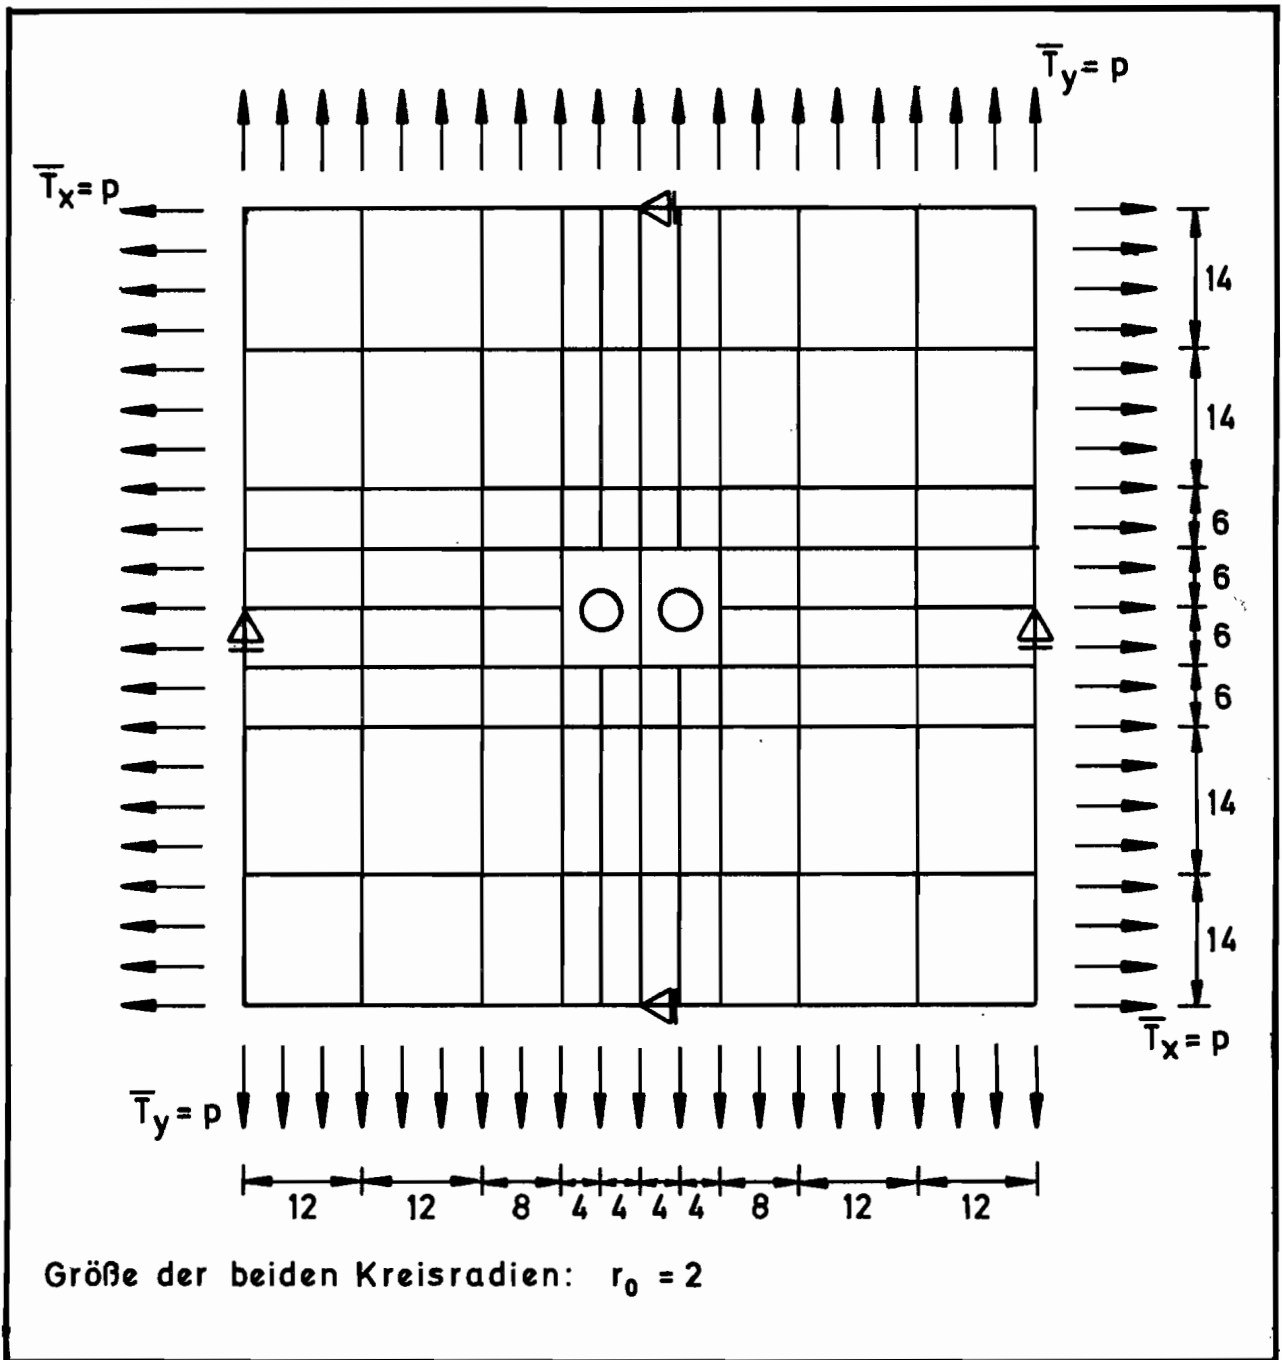 T̅y = p
T̅x = p
14
14
6
6
6
6
14
14
T̅x = p
T̅y = p
12 12 8 4 4 4 4 8 12 12
Größe der beiden Kreisradien: r₀ = 2